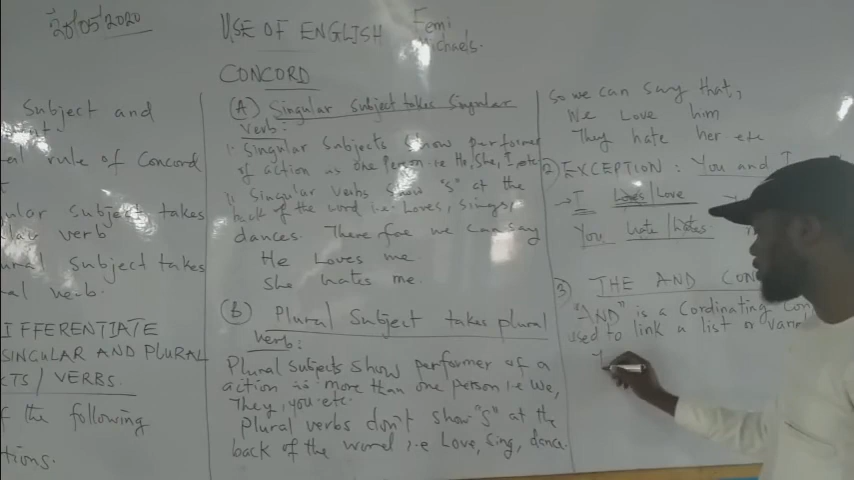 28/05/2020
USE OF ENGLISH
Femi
Michaels.
CONCORD
Subject and
al rule of Concord
ular subject takes
ular verb
ural subject takes
ral verb.
IFFERENTIATE
SINGULAR AND PLURAL
CTS/VERBS.
f the following
tions.
(A) Singular subject takes Singular
verb:
i. Singular Subjects show performer
of action as one person i.e He, She, I, etc
ii. Singular verbs show "S" at the
back of the word i.e. Loves, Sings,
dances. Therefore we can say
He Loves me
She hates me.
(B) Plural Subject takes plural
verb:
Plural subjects show performer of a
action is more than one person i.e We,
They, you etc.
Plural verbs don't show "S" at the
back of the word i.e Love, Sing, dance.
So we can say that,
We Love him
They hate her etc
2) EXCEPTION: You and I
→ I Loves/Love
You hate/hates
3) THE AND CON
"AND" is a Cordinating Con
used to link a list or